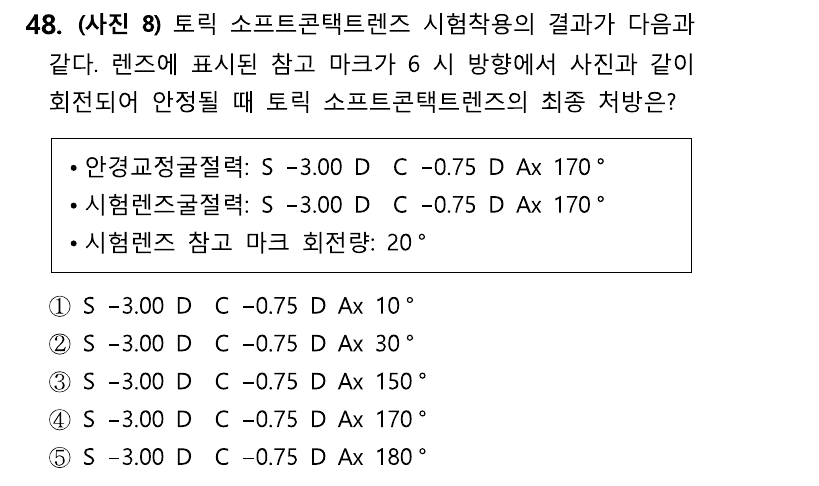 48. (사진 8) 토릭 소프트콘택트렌즈 시험착용의 결과가 다음과
같다. 렌즈에 표시된 참고 마크가 6 시 방향에서 사진과 같이
회전되어 안정될 때 토릭 소프트콘택트렌즈의 최종 처방은?
• 안경교정굴절력: S −3.00 D C −0.75 D Ax 170 °
• 시험렌즈굴절력: S −3.00 D C −0.75 D Ax 170 °
• 시험렌즈 참고 마크 회전량: 20 °
① S −3.00 D C −0.75 D Ax 10 °
② S −3.00 D C −0.75 D Ax 30 °
③ S −3.00 D C −0.75 D Ax 150 °
④ S −3.00 D C −0.75 D Ax 170 °
⑤ S −3.00 D C −0.75 D Ax 180 °